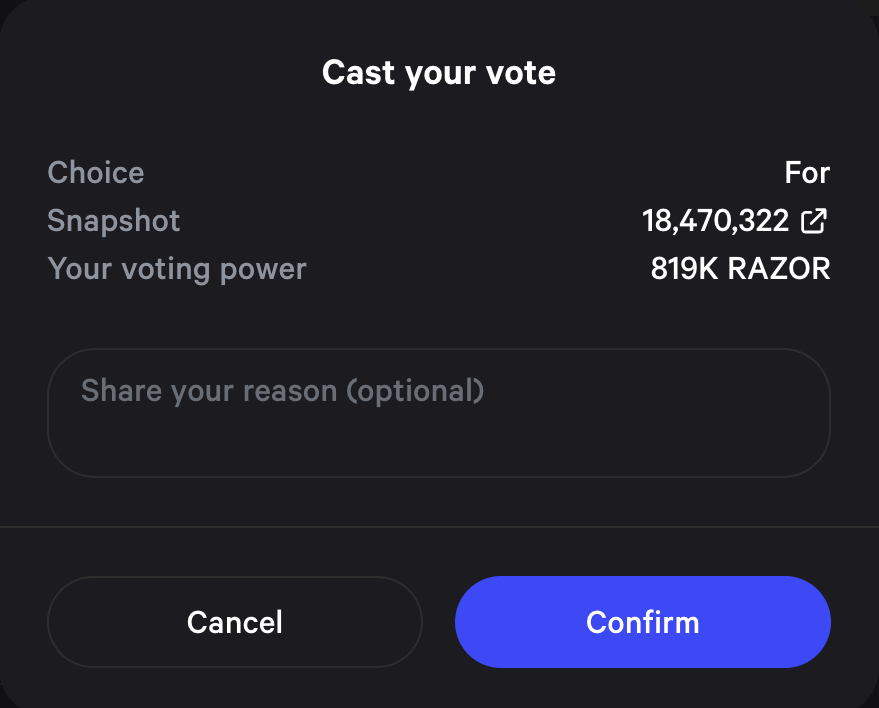 Cast your vote
Choice For
Snapshot 18,470,322
Your voting power 819K RAZOR
Share your reason (optional)
Cancel Confirm